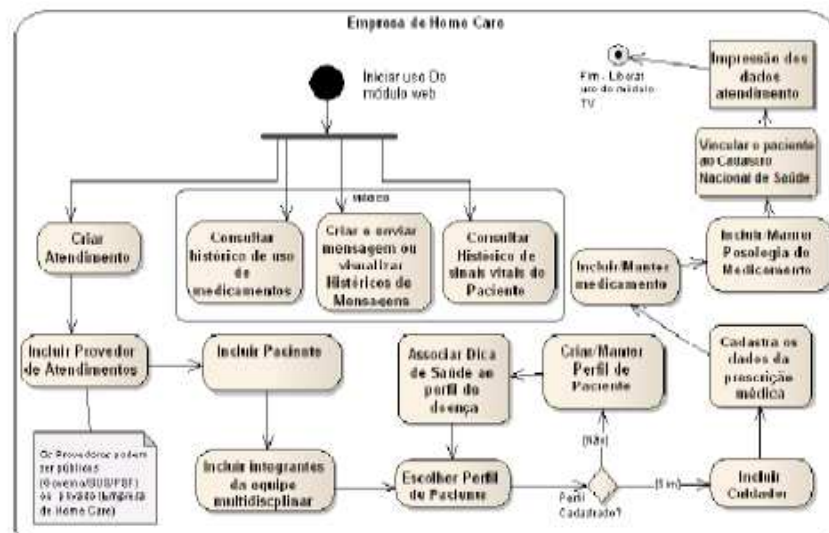 Empresa de Home Care
Iniciar uso Do
módulo web
Fim - Liberar
uso do módulo
TV
Impressão dos
dados
atendimento
Vincular o paciente
ao Cadastro
Nacional de Saúde
Criar
Atendimento
MÉDICO
Consultar
histórico de uso
de
medicamentos
Criar e enviar
mensagem ou
visualizar
Históricos de
Mensagens
Consultar
Histórico de
sinais vitais do
Paciente
Incluir/Manter
medicamento
Incluir/Manter
Posologia do
Medicamento
Incluir Provedor
de Atendimentos
Incluir Paciente
Associar Dica
de Saúde ao
perfil do
doença
Criar/Manter
Perfil de
Paciente
Cadastra os
dados da
prescrição
médica
Os Provedores podem
ser públicos
(Governo/SUS/PSF)
ou privado (Empresa
de Home Care)
Incluir integrantes
da equipe
multidisciplinar
Escolher Perfil
do Paciente
[Não]
Perfil
Cadastrado?
[Sim]
Incluir
Cuidador